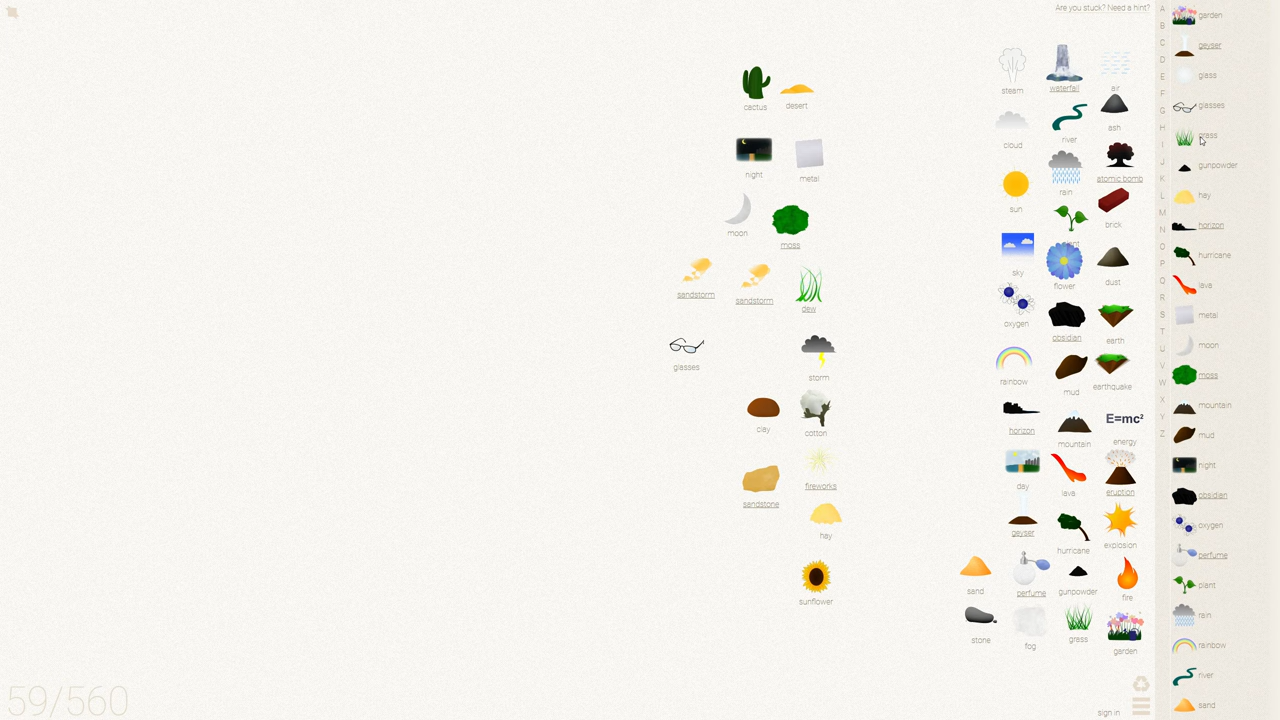 Are you stuck? Need a hint?
steam
waterfall
air
cactus
desert
cloud
river
ash
night
metal
rain
atomic bomb
sun
brick
moon
moss
sky
flower
dust
sandstorm
sandstorm
dew
oxygen
obsidian
earth
glasses
storm
rainbow
mud
earthquake
clay
cotton
horizon
mountain
E=mc²
energy
sandstone
fireworks
day
lava
eruption
hay
geyser
hurricane
explosion
sunflower
sand
perfume
gunpowder
fire
stone
fog
grass
garden
59/560
sign in
A
B
C
D
E
F
G
H
I
J
K
L
M
N
O
P
Q
R
S
T
U
V
W
X
Y
Z
garden
geyser
glass
glasses
grass
gunpowder
hay
horizon
hurricane
lava
metal
moon
moss
mountain
mud
night
obsidian
oxygen
perfume
plant
rain
rainbow
river
sand